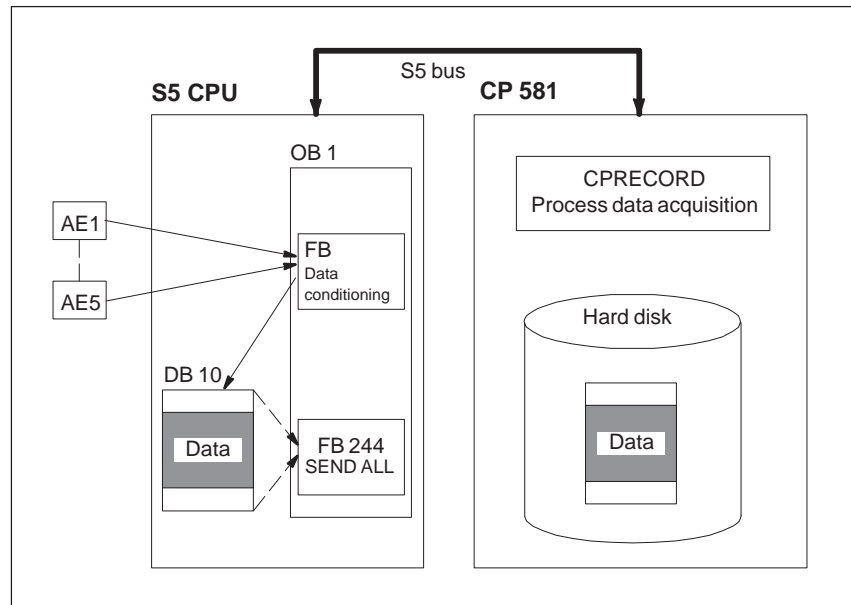 S5 bus
S5 CPU
CP 581
OB 1
CPRECORD
Process data acquisition
AE1
FB
Data
conditioning
AE5
Hard disk
DB 10
Data
FB 244
SEND ALL
Data